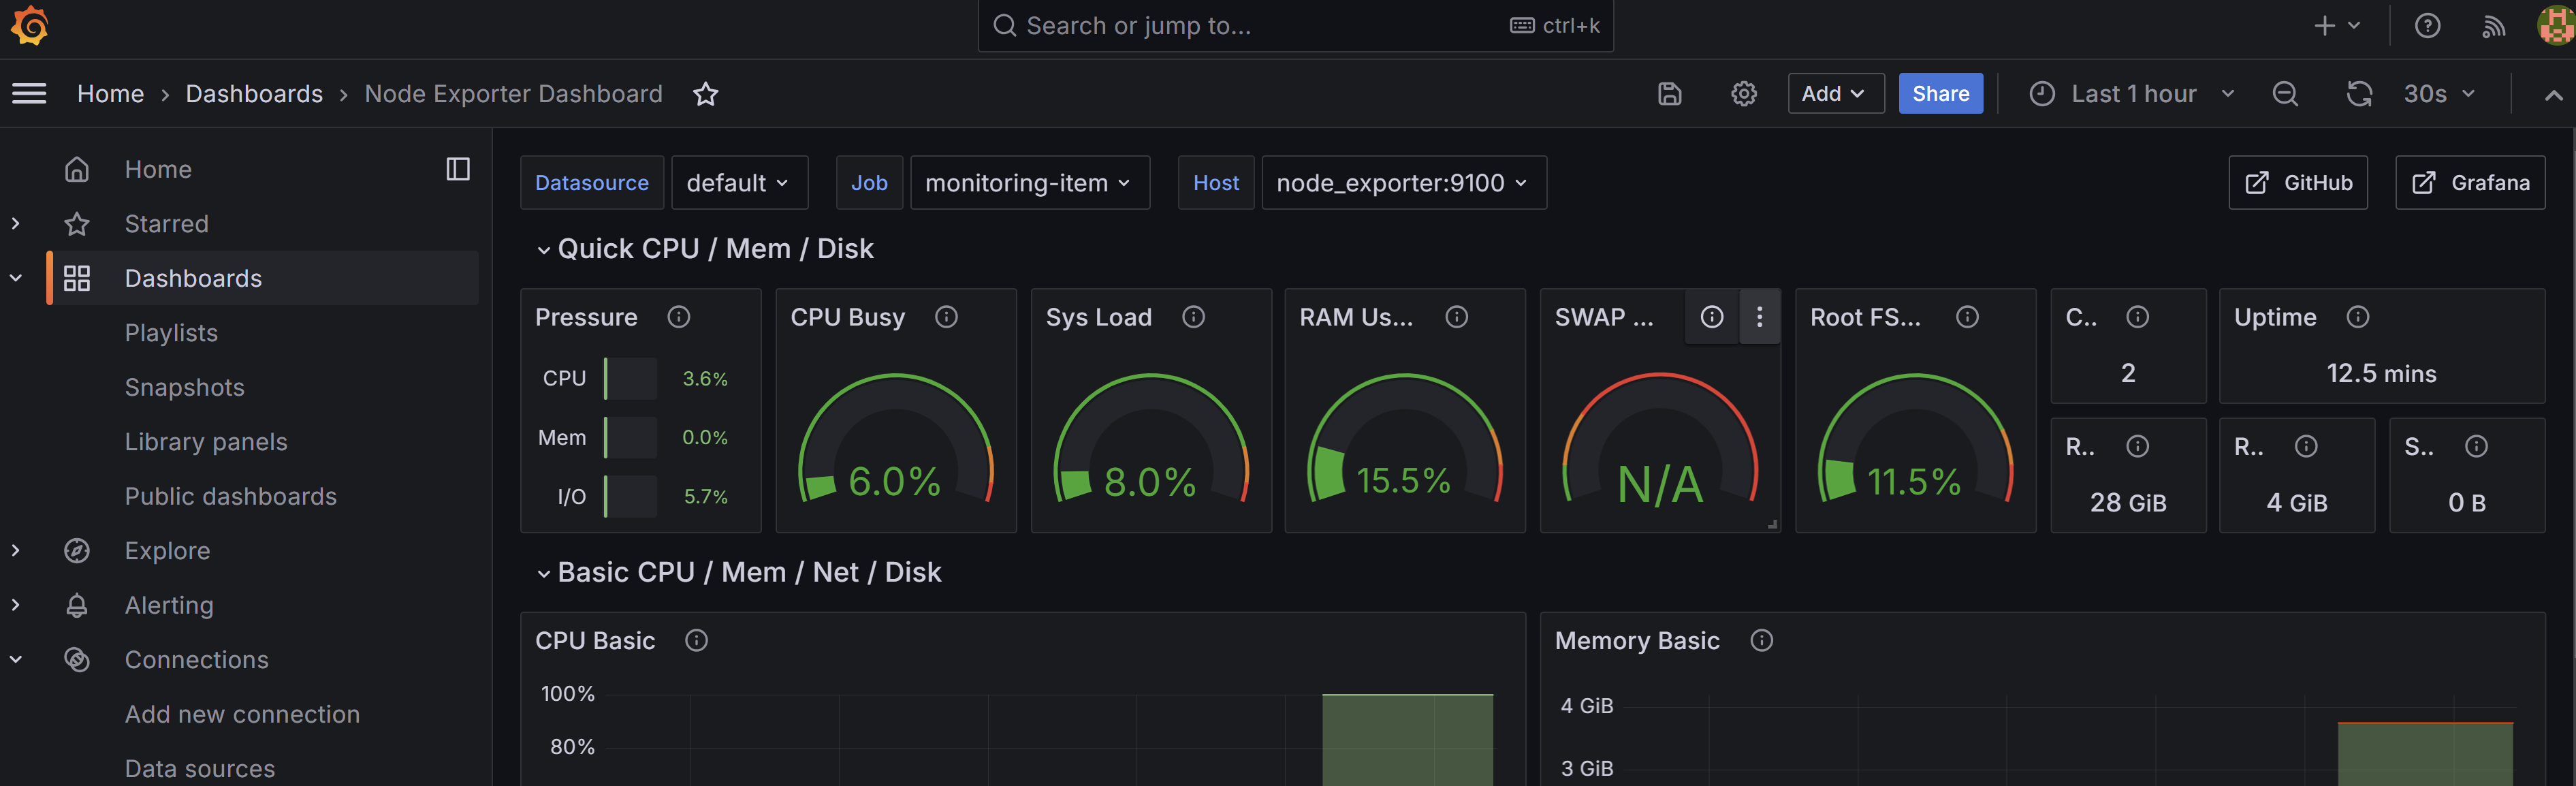 Search or jump to... ctrl+k
Home › Dashboards › Node Exporter Dashboard Add Share Last 1 hour 30s
Home
Starred
Dashboards
Playlists
Snapshots
Library panels
Public dashboards
Explore
Alerting
Connections
Add new connection
Data sources
Datasource default Job monitoring-item Host node_exporter:9100 GitHub Grafana
Quick CPU / Mem / Disk
Pressure
CPU 3.6%
Mem 0.0%
I/O 5.7%
CPU Busy
6.0%
Sys Load
8.0%
RAM Us...
15.5%
SWAP ...
N/A
Root FS...
11.5%
C..
2
Uptime
12.5 mins
R..
28 GiB
R..
4 GiB
S..
0 B
Basic CPU / Mem / Net / Disk
CPU Basic
100%
80%
Memory Basic
4 GiB
3 GiB